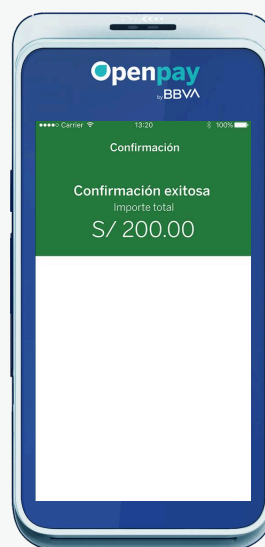 Openpay
by BBVA
Carrier 13:20 100%
Confirmación
Confirmación exitosa
Importe total
S/ 200.00